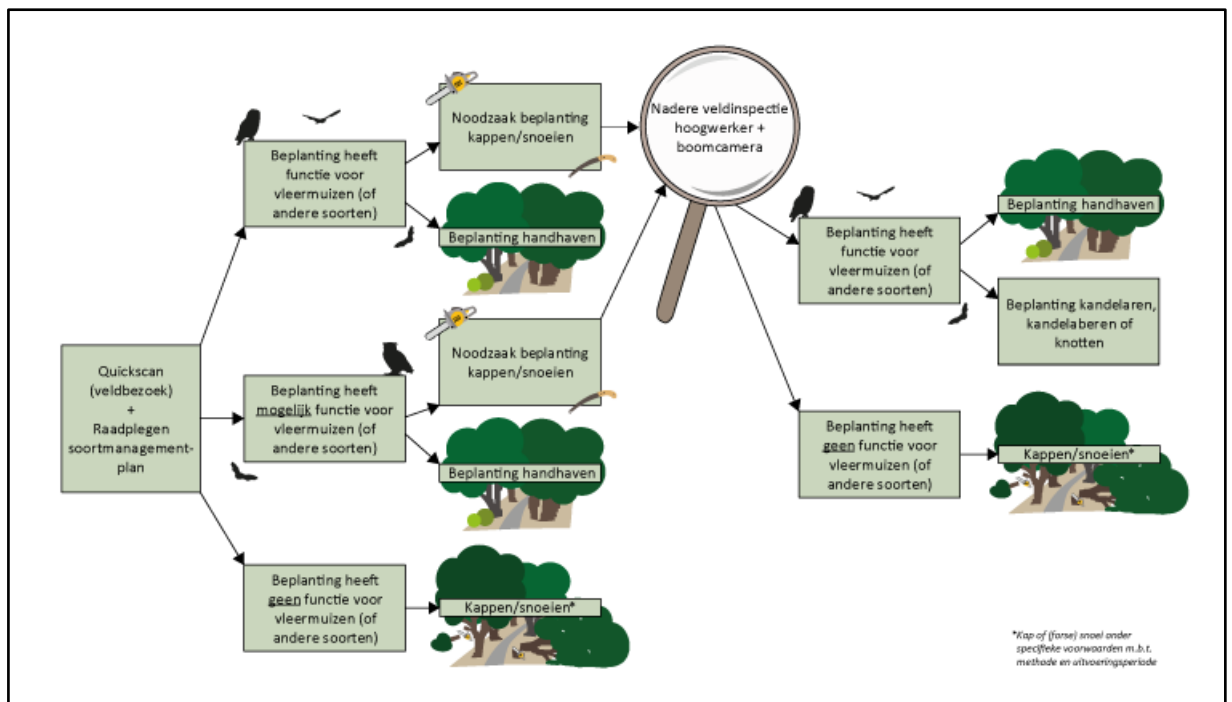 Quickscan
(veldbezoek)
+
Raadplegen
soortmanagement-
plan
Beplanting heeft
functie voor
vleermuizen (of
andere soorten)
Noodzaak beplanting
kappen/snoeien
Beplanting handhaven
Beplanting heeft
mogelijk functie voor
vleermuizen (of
andere soorten)
Noodzaak beplanting
kappen/snoeien
Beplanting handhaven
Beplanting heeft
geen functie voor
vleermuizen (of
andere soorten)
Kappen/snoeien*
Nadere veldinspectie
hoogwerker +
boomcamera
Beplanting heeft
functie voor
vleermuizen (of
andere soorten)
Beplanting handhaven
Beplanting kandelaren,
kandelaberen of
knotten
Beplanting heeft
geen functie voor
vleermuizen (of
andere soorten)
Kappen/snoeien*
*Kap of (forse) snoei onder
specifieke voorwaarden m.b.t.
methode en uitvoeringsperiode